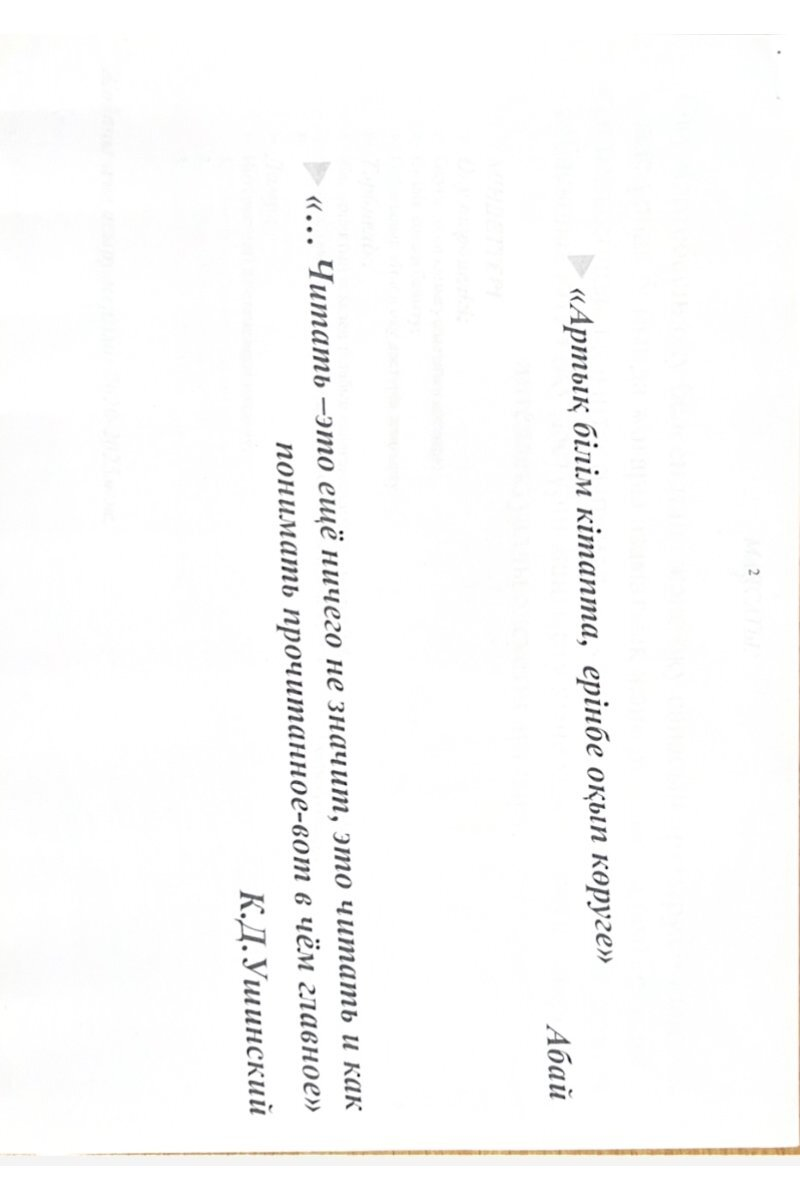 2
«Артық білім кітапта, ерінбе оқып көруге»
Абай
«… Читать –это ещё ничего не значит, это читать и как
понимать прочитанное-вот в чём главное»
К.Д.Ушинский